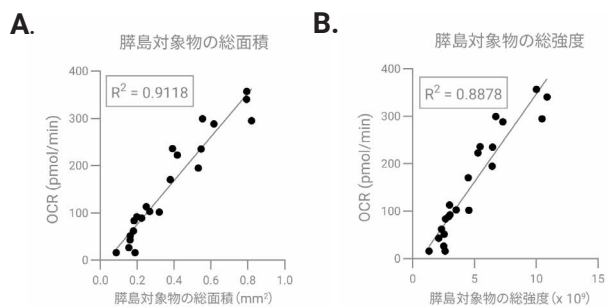 A.
膵島対象物の総面積
R² = 0.9118
OCR (pmol/min)
400
300
200
100
0
0.0
0.2
0.4
0.6
0.8
1.0
膵島対象物の総面積(mm²)
B.
膵島対象物の総強度
R² = 0.8878
OCR (pmol/min)
400
300
200
100
0
0
5
10
15
膵島対象物の総強度(x 10⁹)